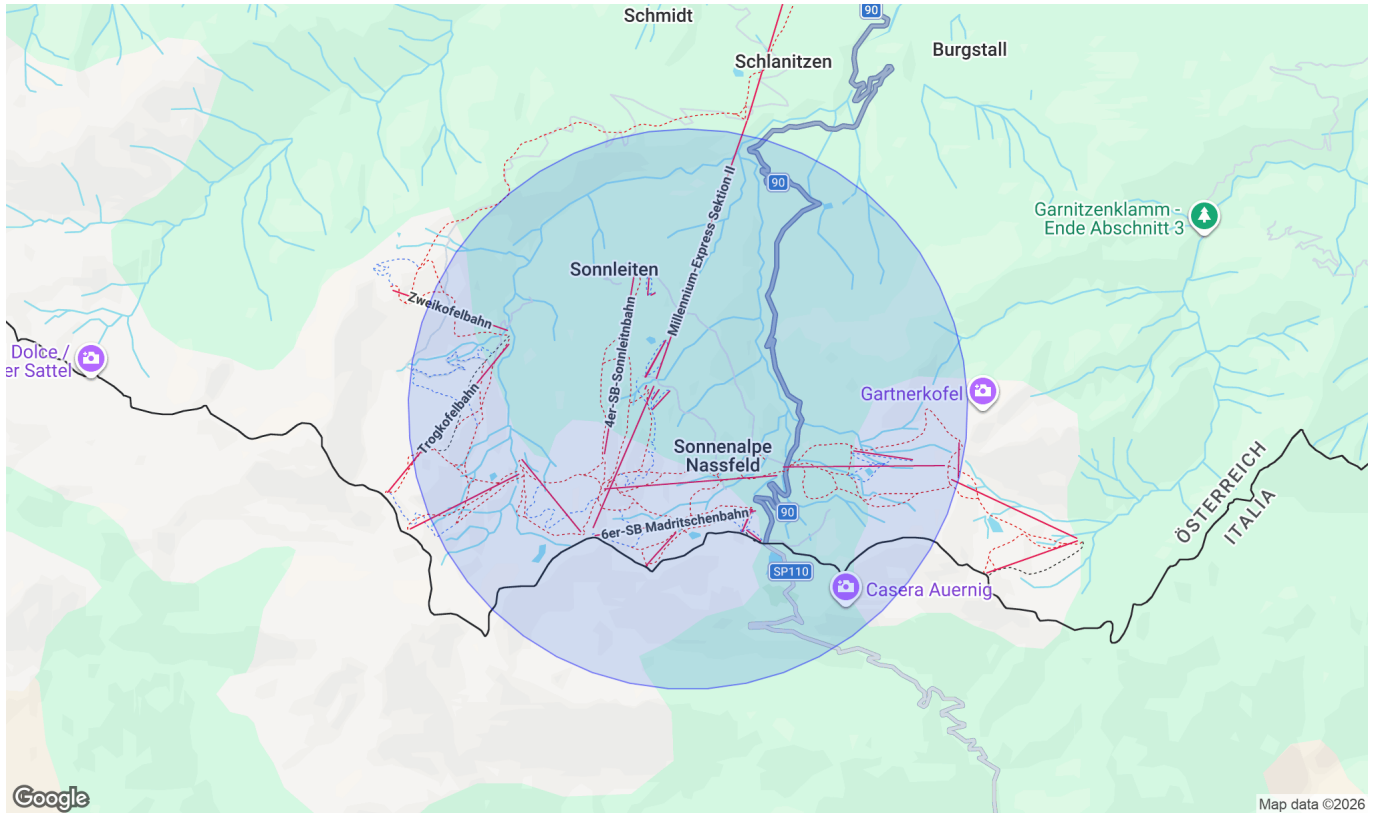 Schmidt
90
Schlanitzen
Burgstall
90
Garnitzenklamm -
Ende Abschnitt 3
Sonnleiten
Millennium-Express Sektion II
Zweikofelbahn
4er-SB-Sonnleitnbahn
Dolce /
er Sattel
Trogkofelbahn
Gartnerkofel
Sonnenalpe
Nassfeld
ÖSTERREICH
ITALIA
90
6er-SB Madritschenbahn
SP110
Casera Auernig
Google
Map data ©2026